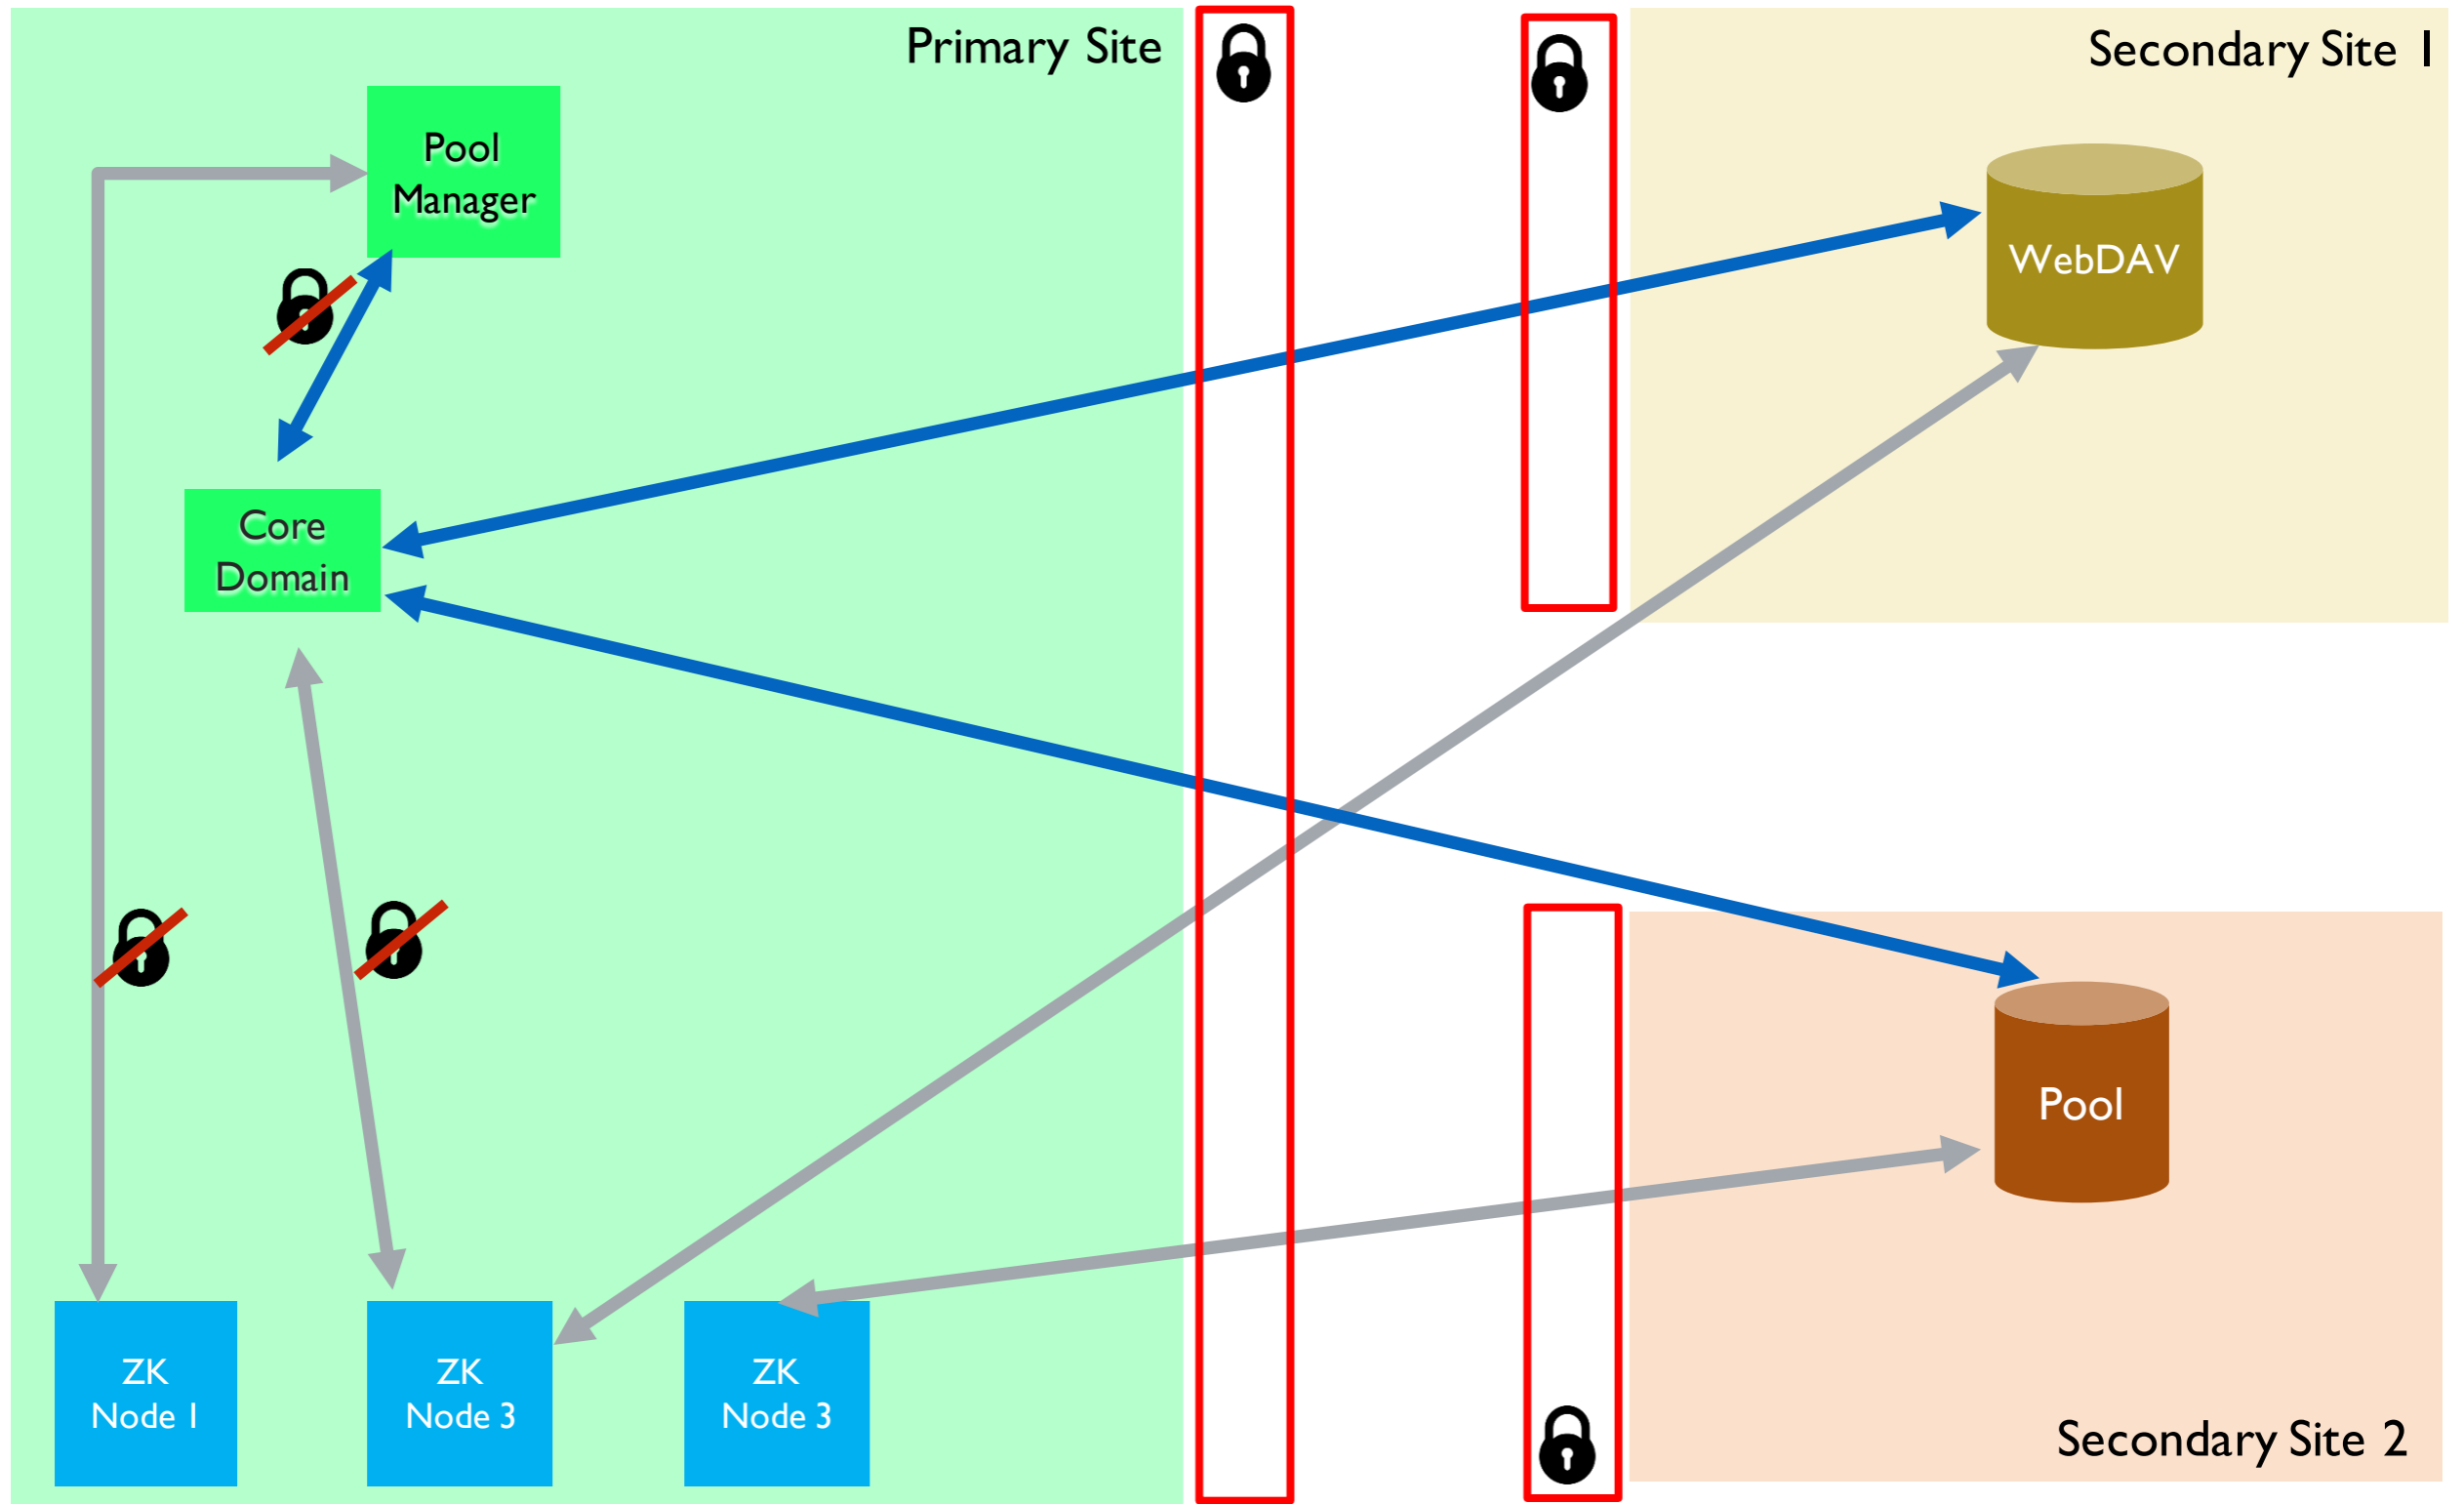 Primary Site
Secondary Site 1
Pool
Manager
WebDAV
Core
Domain
Pool
ZK
Node 1
ZK
Node 3
ZK
Node 3
Secondary Site 2